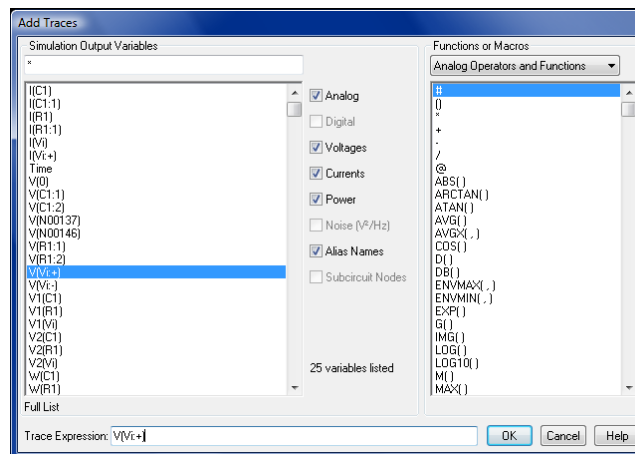 Add Traces
Simulation Output Variables
*
I(C1)
I(C1:1)
I(R1)
I(R1:1)
I(Vi)
I(Vi:+)
Time
V(0)
V(C1:1)
V(C1:2)
V(N00137)
V(N00146)
V(R1:1)
V(R1:2)
V(Vi:+)
V(Vi:-)
V1(C1)
V1(R1)
V1(Vi)
V2(C1)
V2(R1)
V2(Vi)
W(C1)
W(R1)
Full List
Analog
Digital
Voltages
Currents
Power
Noise (V²/Hz)
Alias Names
Subcircuit Nodes
25 variables listed
Functions or Macros
Analog Operators and Functions
#
()
*
+
-
/
@
ABS( )
ARCTAN( )
ATAN( )
AVG( )
AVGX( , )
COS( )
D( )
DB( )
ENVMAX( , )
ENVMIN( , )
EXP( )
G( )
IMG( )
LOG( )
LOG10( )
M( )
MAX( )
Trace Expression: V(Vi:+)
OK
Cancel
Help